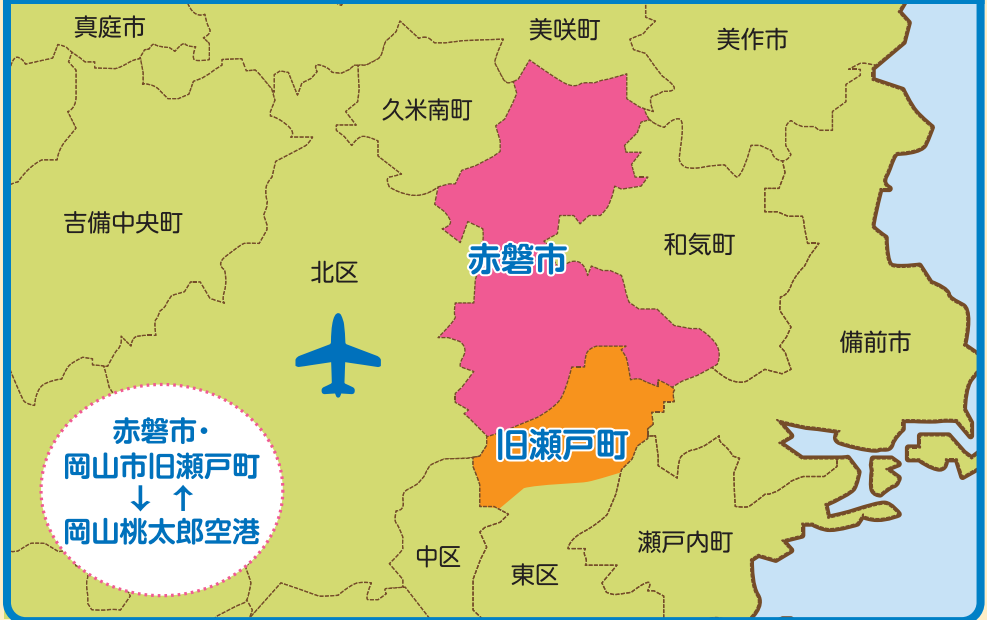 真庭市
美咲町
美作市
久米南町
吉備中央町
和気町
赤磐市
北区
備前市
赤磐市・
岡山市旧瀬戸町
↓ ↑
岡山桃太郎空港
旧瀬戸町
中区
東区
瀬戸内町